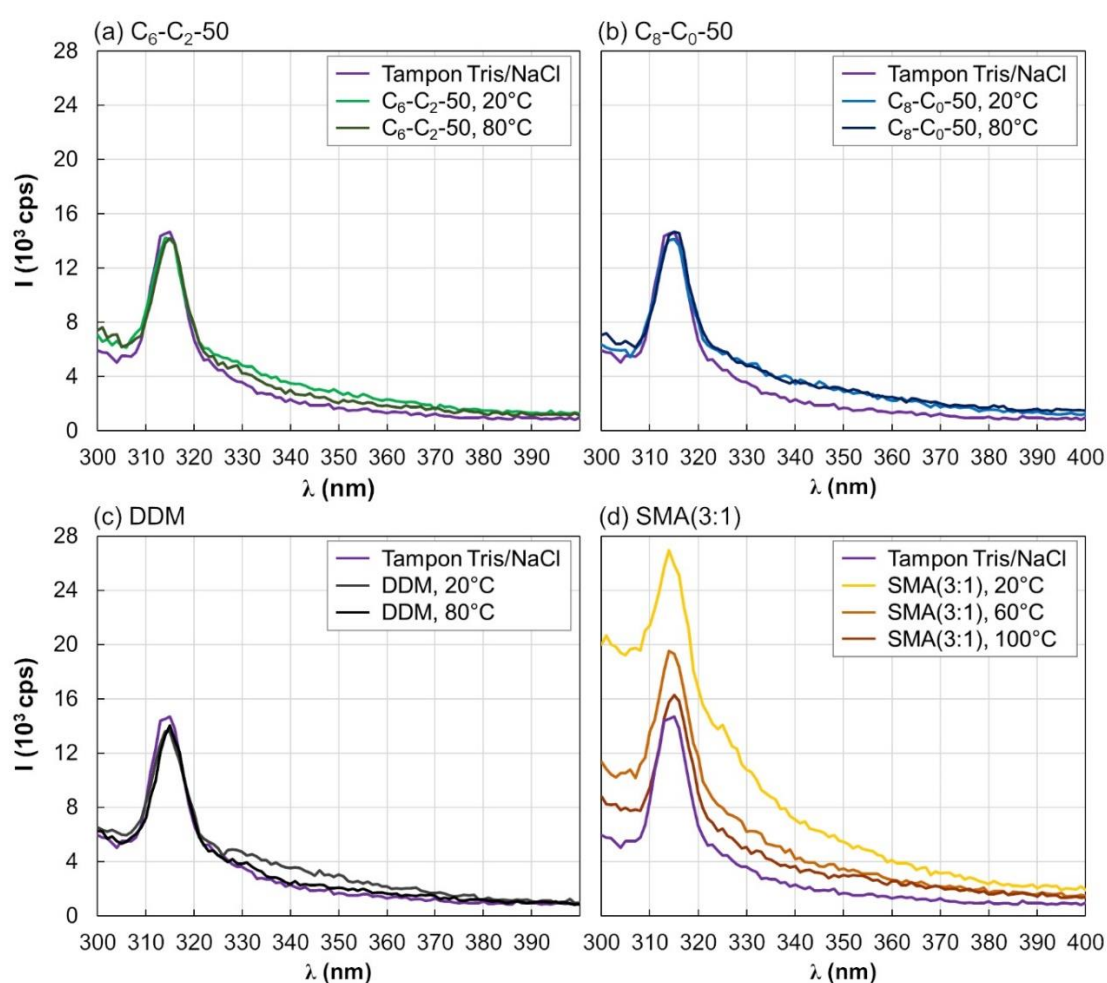 (a) C₆-C₂-50
28
24
20
16
12
8
4
0
I (10³ cps)
Tampon Tris/NaCl
C₆-C₂-50, 20°C
C₆-C₂-50, 80°C
300 310 320 330 340 350 360 370 380 390
λ (nm)
(b) C₈-C₀-50
Tampon Tris/NaCl
C₈-C₀-50, 20°C
C₈-C₀-50, 80°C
300 310 320 330 340 350 360 370 380 390 400
λ (nm)
(c) DDM
28
24
20
16
12
8
4
0
I (10³ cps)
Tampon Tris/NaCl
DDM, 20°C
DDM, 80°C
300 310 320 330 340 350 360 370 380 390
λ (nm)
(d) SMA(3:1)
Tampon Tris/NaCl
SMA(3:1), 20°C
SMA(3:1), 60°C
SMA(3:1), 100°C
300 310 320 330 340 350 360 370 380 390 400
λ (nm)